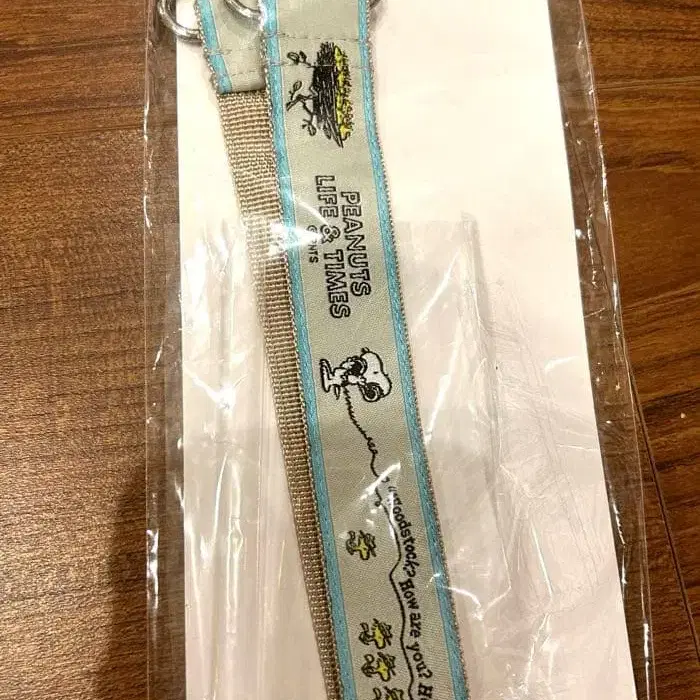 PEANUTS
LIFE & TIMES
Woodstock? How are you? H